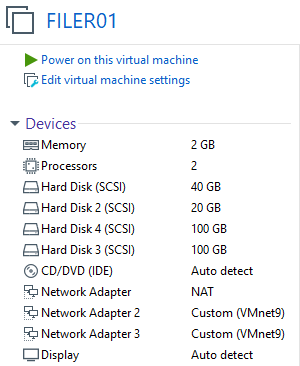 FILER01
Power on this virtual machine
Edit virtual machine settings
Devices
Memory 2 GB
Processors 2
Hard Disk (SCSI) 40 GB
Hard Disk 2 (SCSI) 20 GB
Hard Disk 4 (SCSI) 100 GB
Hard Disk 3 (SCSI) 100 GB
CD/DVD (IDE) Auto detect
Network Adapter NAT
Network Adapter 2 Custom (VMnet9)
Network Adapter 3 Custom (VMnet9)
Display Auto detect